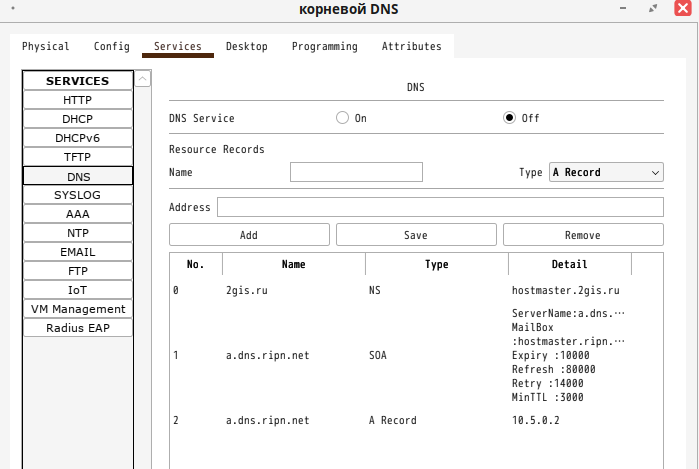 корневой DNS
Physical Config Services Desktop Programming Attributes
SERVICES
HTTP
DHCP
DHCPv6
TFTP
DNS
SYSLOG
AAA
NTP
EMAIL
FTP
IoT
VM Management
Radius EAP
DNS
DNS Service On Off
Resource Records
Name Type A Record
Address
Add Save Remove
No. Name Type Detail
0 2gis.ru NS hostmaster.2gis.ru
ServerName:a.dns.…
MailBox
:hostmaster.ripn.…
1 a.dns.ripn.net SOA Expiry :10000
Refresh :80000
Retry :14000
MinTTL :3000
2 a.dns.ripn.net A Record 10.5.0.2